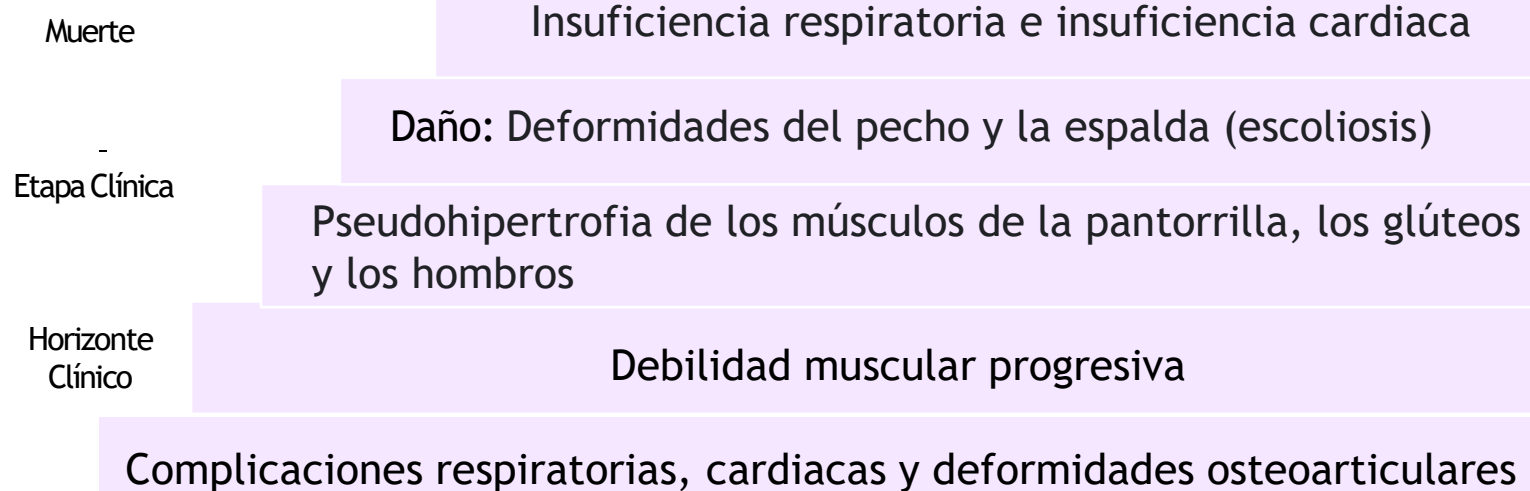 Muerte
Insuficiencia respiratoria e insuficiencia cardiaca
Daño: Deformidades del pecho y la espalda (escoliosis)
-
Etapa Clínica
Pseudohipertrofia de los músculos de la pantorrilla, los glúteos
y los hombros
Horizonte
Clínico
Debilidad muscular progresiva
Complicaciones respiratorias, cardiacas y deformidades osteoarticulares